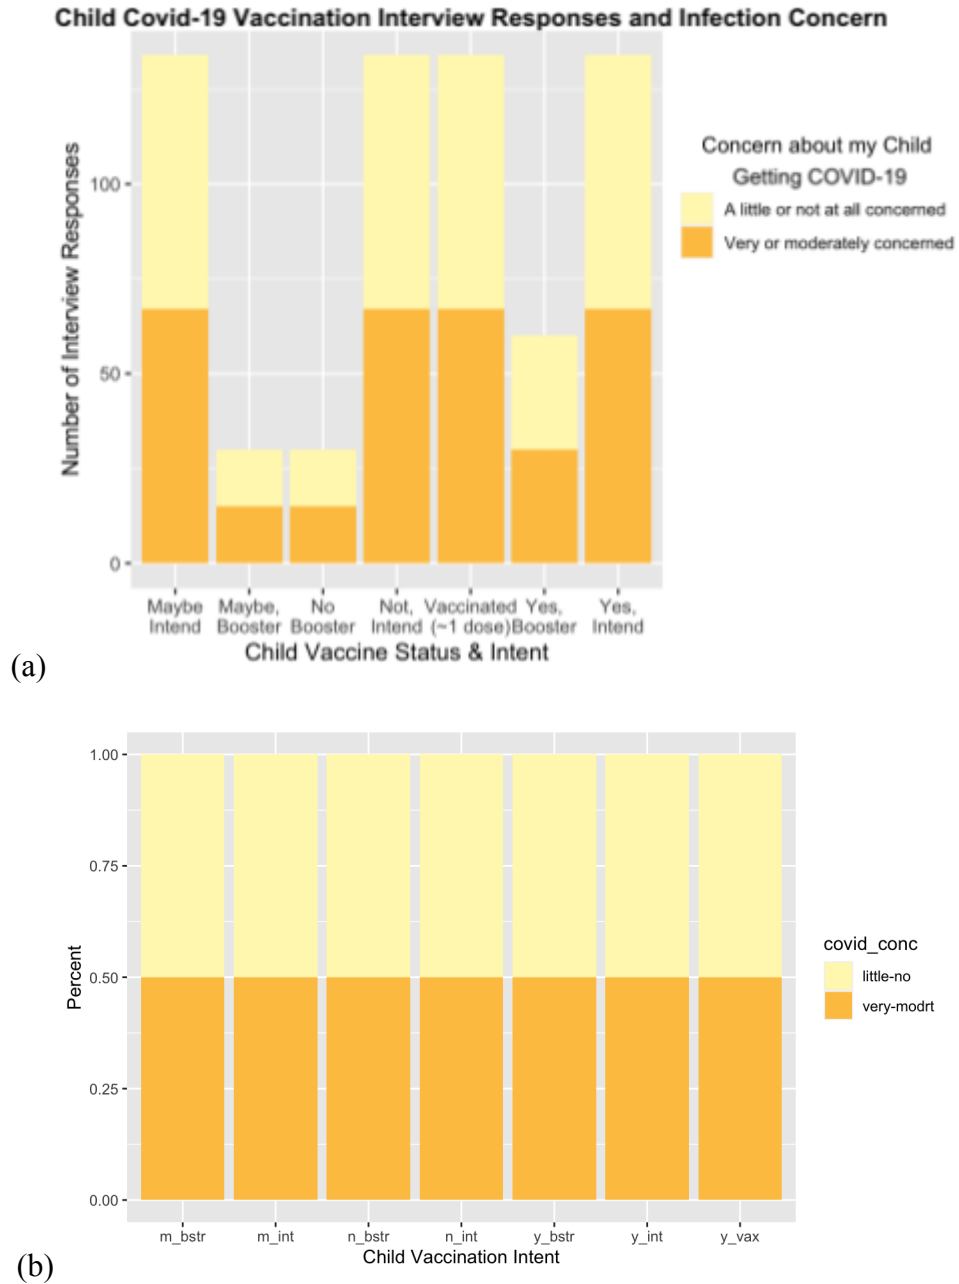 Child Covid-19 Vaccination Interview Responses and Infection Concern
Number of Interview Responses
100
50
0
Maybe Intend
Maybe, Booster
No Booster
Not, Intend
Vaccinated (~1 dose)
Yes, Booster
Yes, Intend
Child Vaccine Status & Intent
Concern about my Child
Getting COVID-19
A little or not at all concerned
Very or moderately concerned
(a)
Percent
1.00
0.75
0.50
0.25
0.00
m_bstr
m_int
n_bstr
n_int
y_bstr
y_int
y_vax
Child Vaccination Intent
covid_conc
little-no
very-modrt
(b)